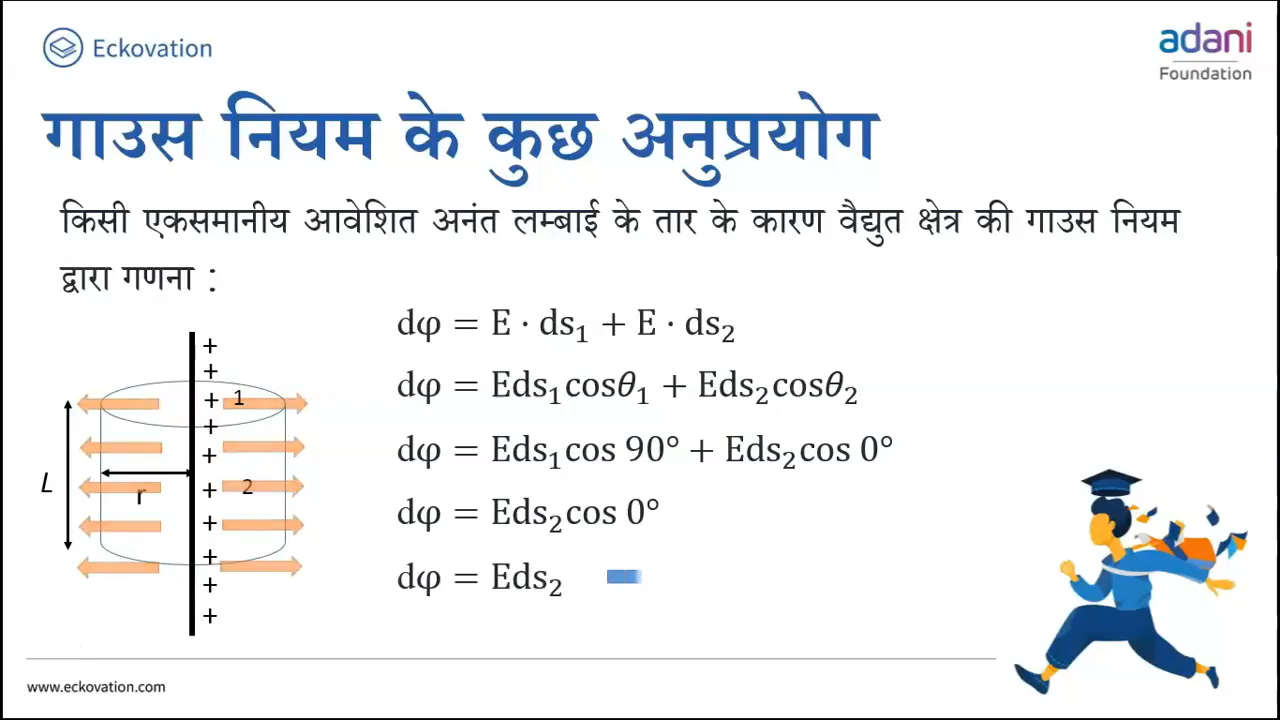 Eckovation
adani
Foundation
गाउस नियम के कुछ अनुप्रयोग
किसी एकसमानीय आवेशित अनंत लम्बाई के तार के कारण वैद्युत क्षेत्र की गाउस नियम
द्वारा गणना :
dφ = E · ds₁ + E · ds₂
dφ = Eds₁cosθ₁ + Eds₂cosθ₂
dφ = Eds₁cos 90° + Eds₂cos 0°
dφ = Eds₂cos 0°
dφ = Eds₂
+
+
+ 1
+
+
L
r
+ 2
+
+
+
+
www.eckovation.com